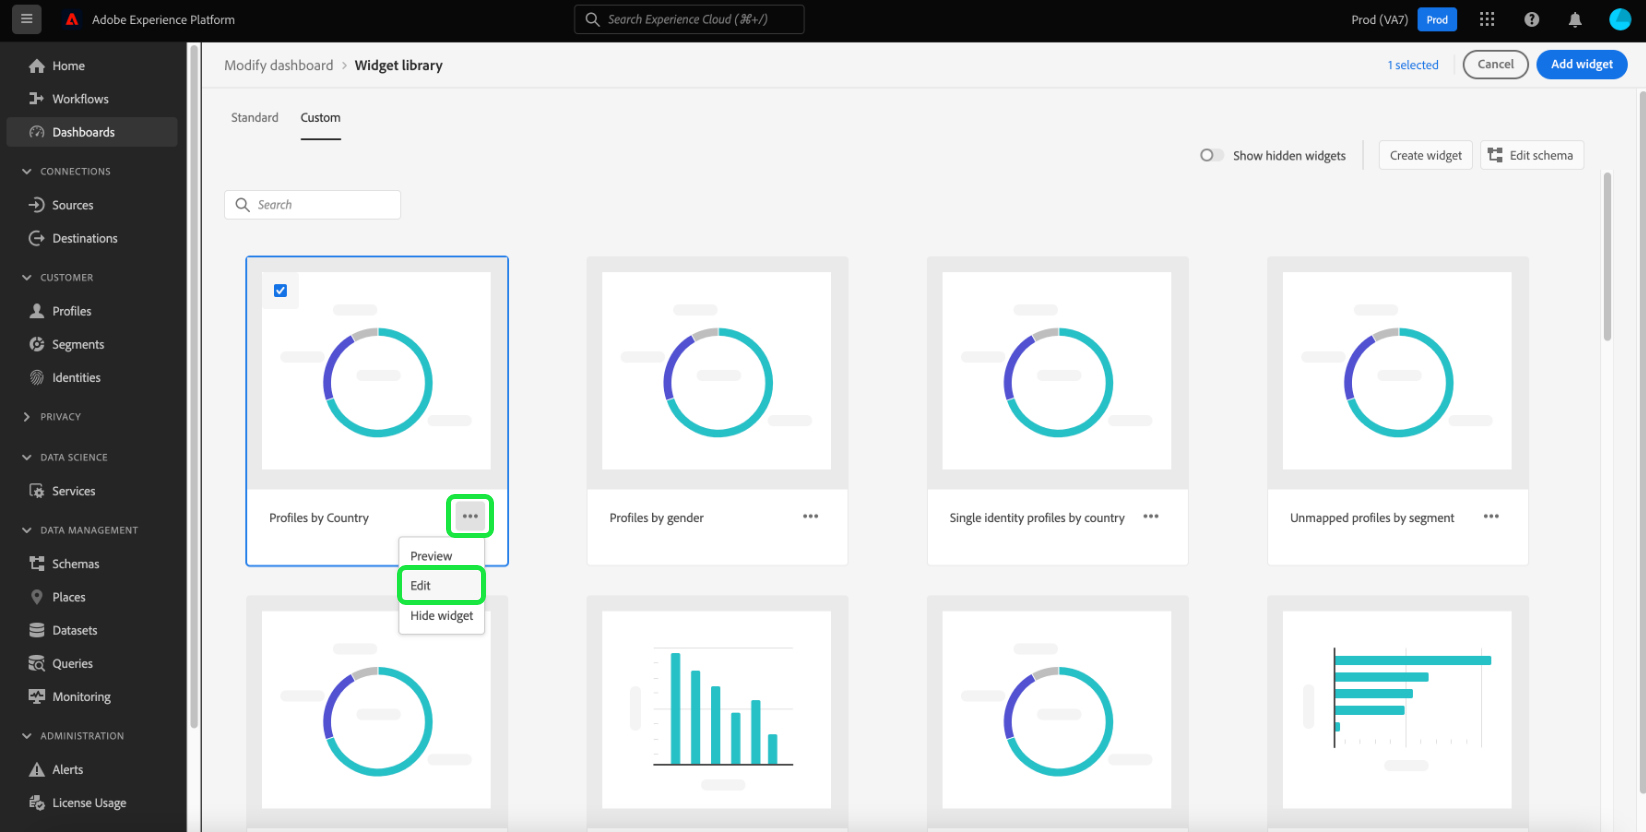 Adobe Experience Platform
Search Experience Cloud (⌘+/)
Prod (VA7)
Prod
Home
Workflows
Dashboards
CONNECTIONS
Sources
Destinations
CUSTOMER
Profiles
Segments
Identities
PRIVACY
DATA SCIENCE
Services
DATA MANAGEMENT
Schemas
Places
Datasets
Queries
Monitoring
ADMINISTRATION
Alerts
License Usage
Modify dashboard > Widget library
1 selected
Cancel
Add widget
Standard
Custom
Show hidden widgets
Create widget
Edit schema
Search
Profiles by Country
Preview
Edit
Hide widget
Profiles by gender
Single identity profiles by country
Unmapped profiles by segment